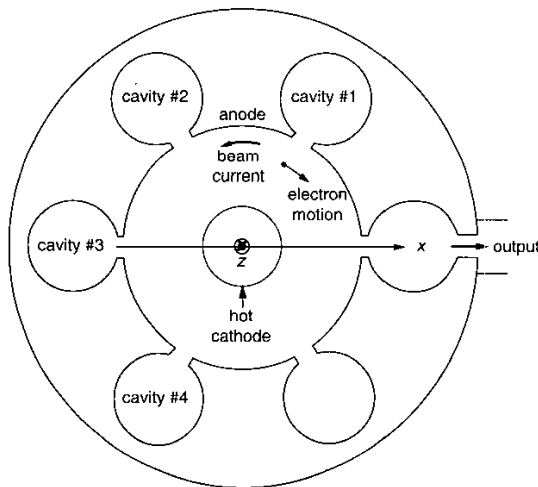 cavity #2
cavity #1
anode
beam
current
electron
motion
cavity #3
z
x
output
hot
cathode
cavity #4